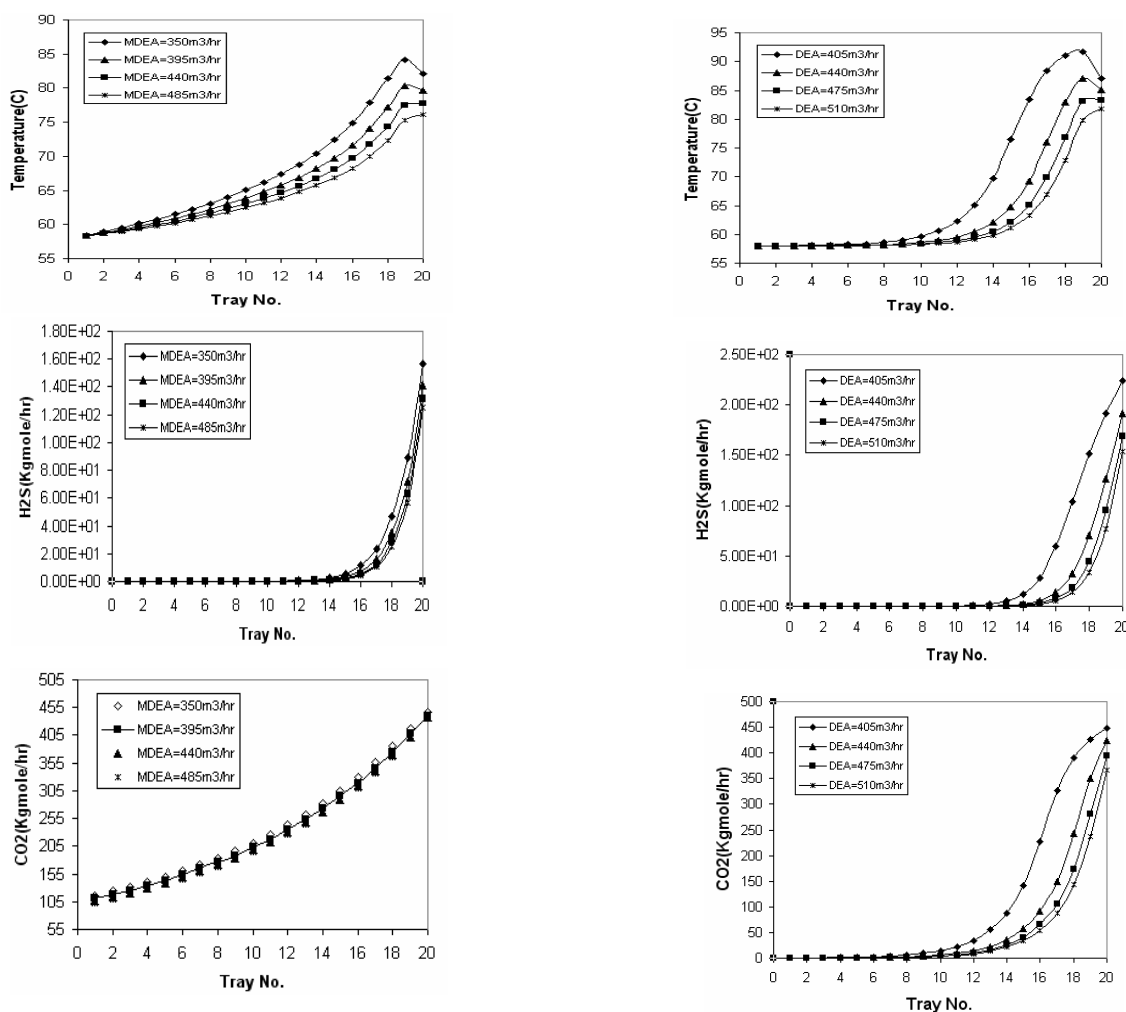 90
85
80
75
70
65
60
55
Temperature(C)
MDEA=350m3/hr
MDEA=395m3/hr
MDEA=440m3/hr
MDEA=485m3/hr
0 2 4 6 8 10 12 14 16 18 20
Tray No.
95
90
85
80
75
70
65
60
55
Temperature(C)
DEA=405m3/hr
DEA=440m3/hr
DEA=475m3/hr
DEA=510m3/hr
0 2 4 6 8 10 12 14 16 18 20
Tray No.
1.80E+02
1.60E+02
1.40E+02
1.20E+02
1.00E+02
8.00E+01
6.00E+01
4.00E+01
2.00E+01
0.00E+00
H2S(Kgmole/hr)
MDEA=350m3/hr
MDEA=395m3/hr
MDEA=440m3/hr
MDEA=485m3/hr
0 2 4 6 8 10 12 14 16 18 20
Tray No.
2.50E+02
2.00E+02
1.50E+02
1.00E+02
5.00E+01
0.00E+00
H2S(Kgmole/hr)
DEA=405m3/hr
DEA=440m3/hr
DEA=475m3/hr
DEA=510m3/hr
0 2 4 6 8 10 12 14 16 18 20
Tray No.
505
455
405
355
305
255
205
155
105
55
CO2(Kgmole/hr)
MDEA=350m3/hr
MDEA=395m3/hr
MDEA=440m3/hr
MDEA=485m3/hr
0 2 4 6 8 10 12 14 16 18 20
Tray No.
500
450
400
350
300
250
200
150
100
50
0
CO2(Kgmole/hr)
DEA=405m3/hr
DEA=440m3/hr
DEA=475m3/hr
DEA=510m3/hr
0 2 4 6 8 10 12 14 16 18 20
Tray No.